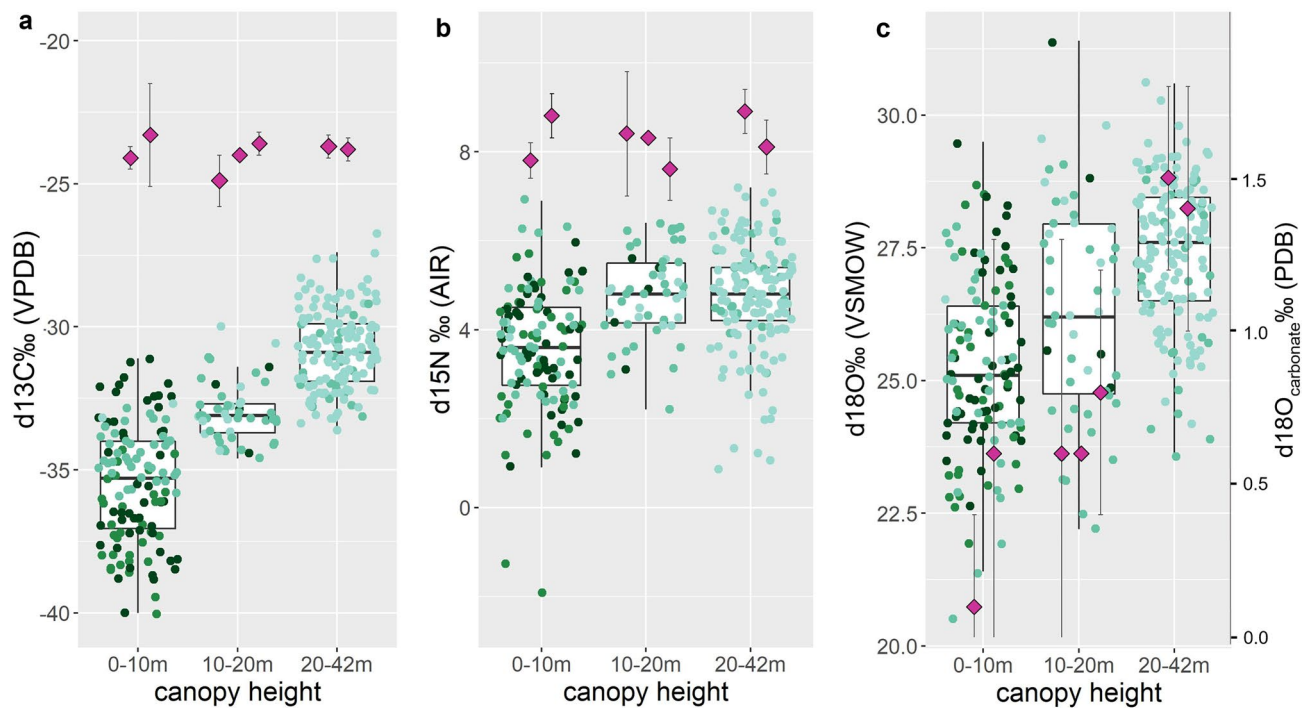 a
-20
-25
-30
-35
-40
d13C‰ (VPDB)
0-10m 10-20m 20-42m
canopy height
b
8
4
0
d15N ‰ (AIR)
0-10m 10-20m 20-42m
canopy height
c
30.0
27.5
25.0
22.5
20.0
d18O‰ (VSMOW)
1.5
1.0
0.5
0.0
d18Ocarbonate‰ (PDB)
0-10m 10-20m 20-42m
canopy height